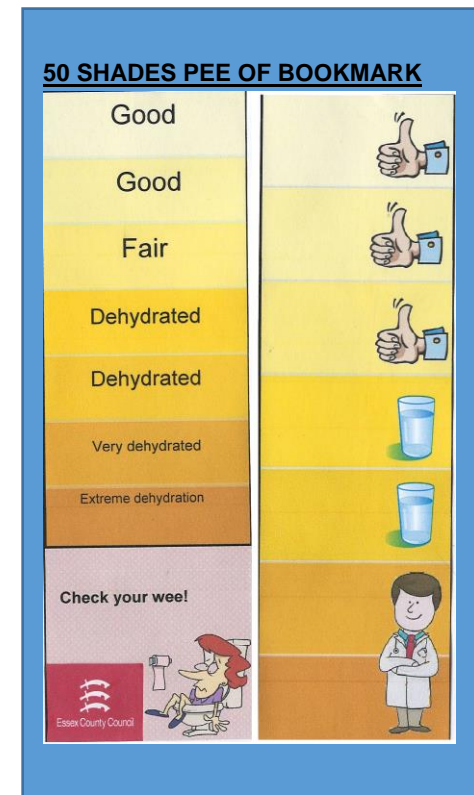 50 SHADES PEE OF BOOKMARK
Good
Good
Fair
Dehydrated
Dehydrated
Very dehydrated
Extreme dehydration
Check your wee!
Essex County Council